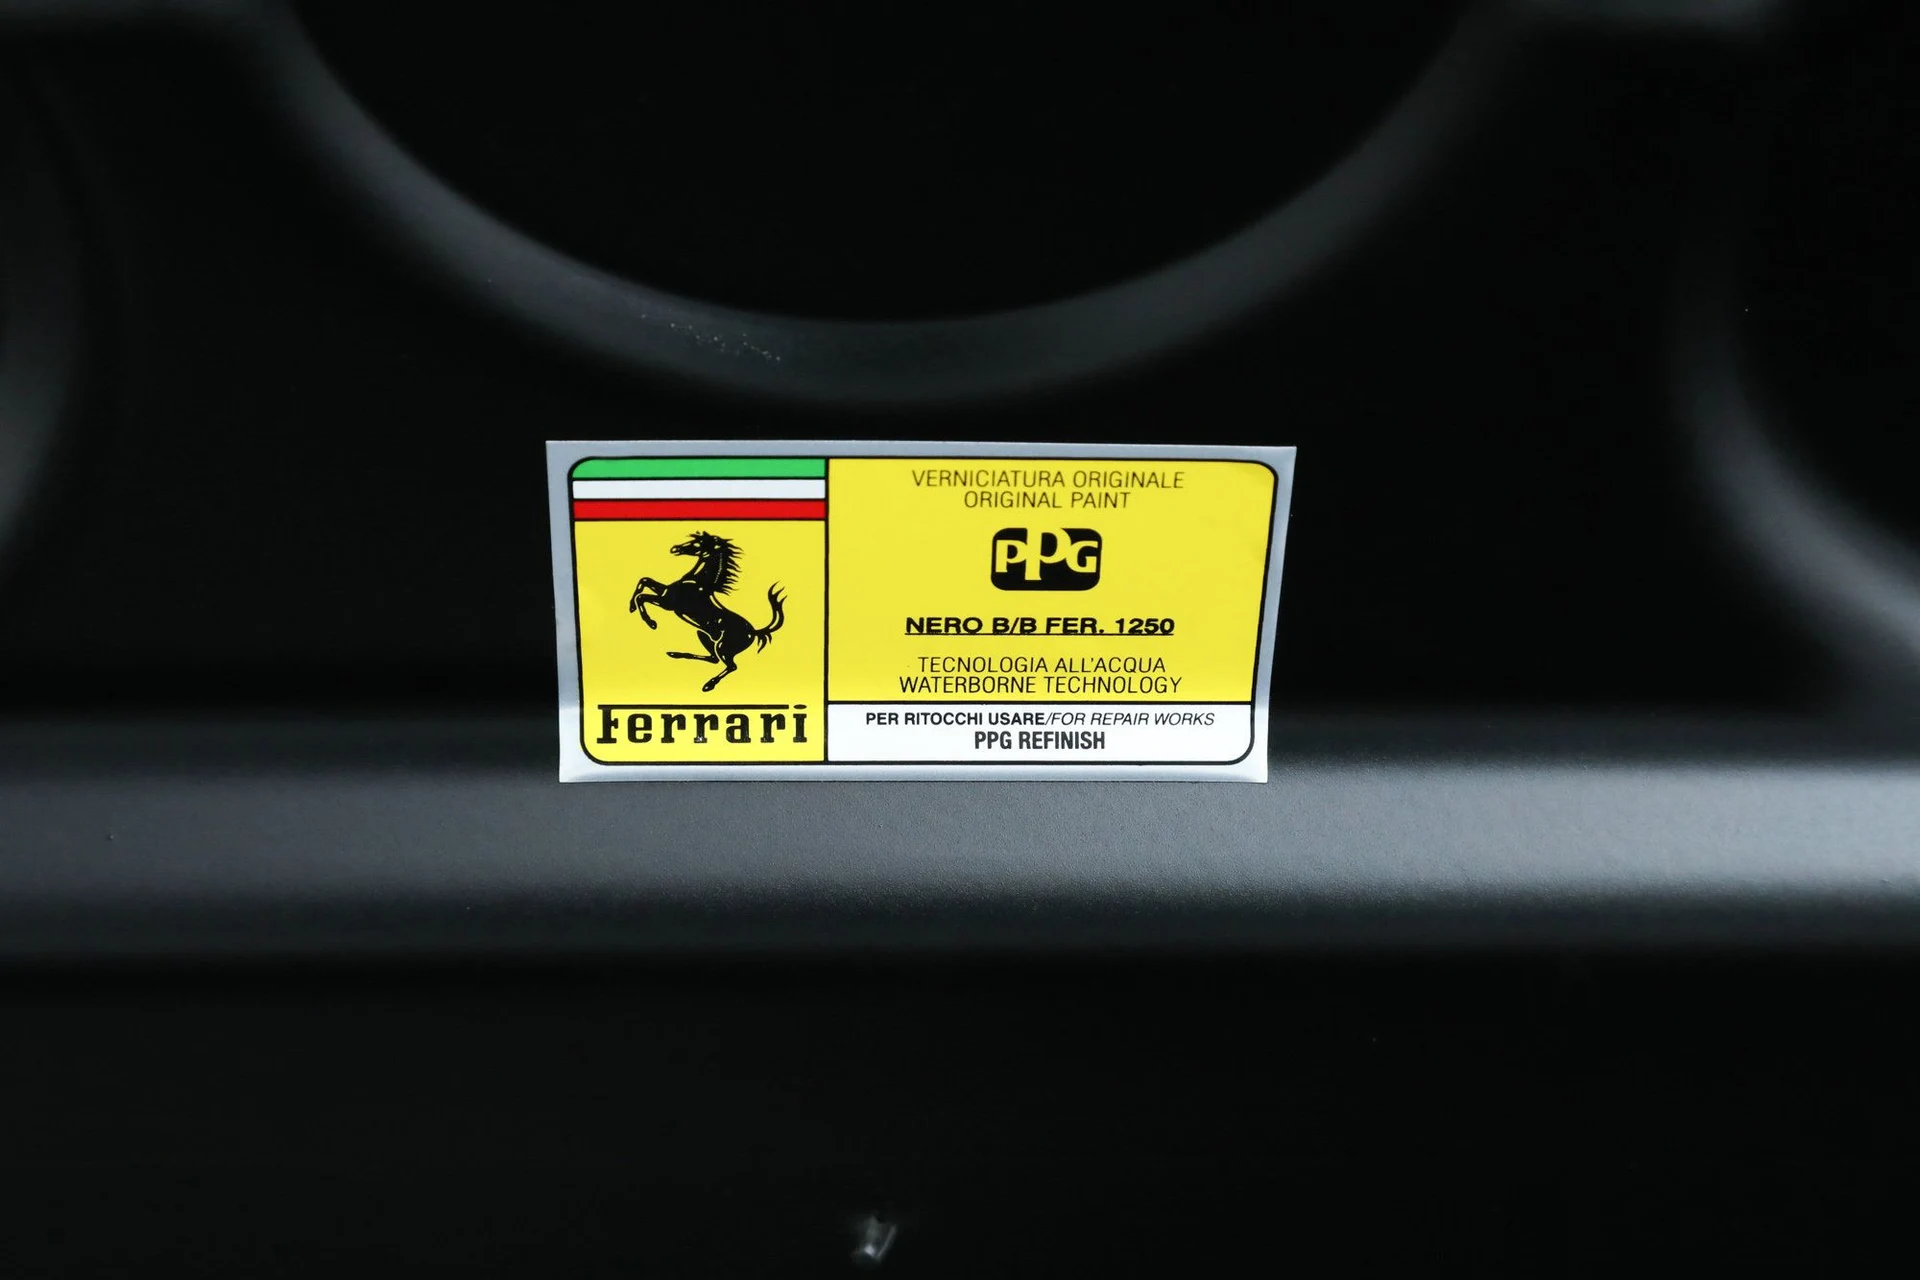 Ferrari
VERNICIATURA ORIGINALE
ORIGINAL PAINT
PPG
NERO B/B FER. 1250
TECNOLOGIA ALL'ACQUA
WATERBORNE TECHNOLOGY
PER RITOCCHI USARE/FOR REPAIR WORKS
PPG REFINISH